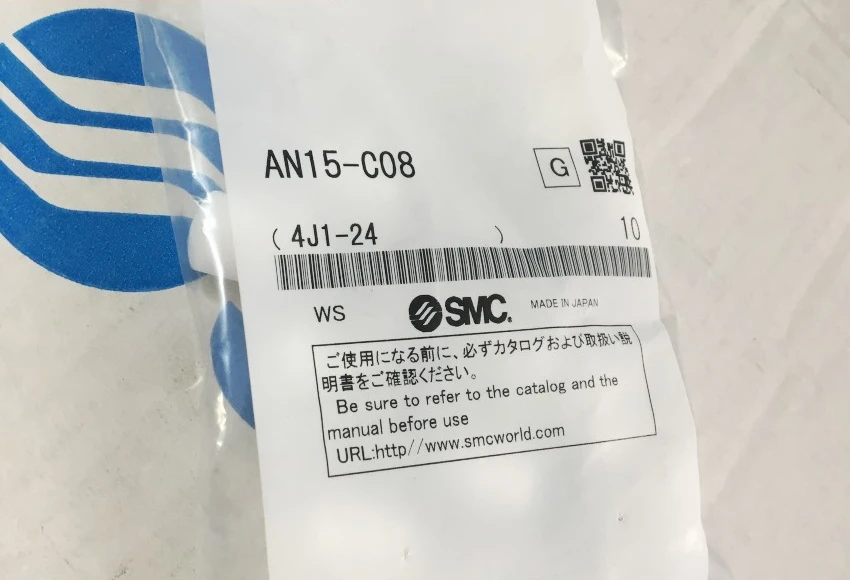 AN15-C08
G
( 4J1-24 )
10
WS
SMC.
MADE IN JAPAN
ご使用になる前に、必ずカタログおよび取扱い説
明書をご確認ください。
Be sure to refer to the catalog and the
manual before use
URL:http//www.smcworld.com